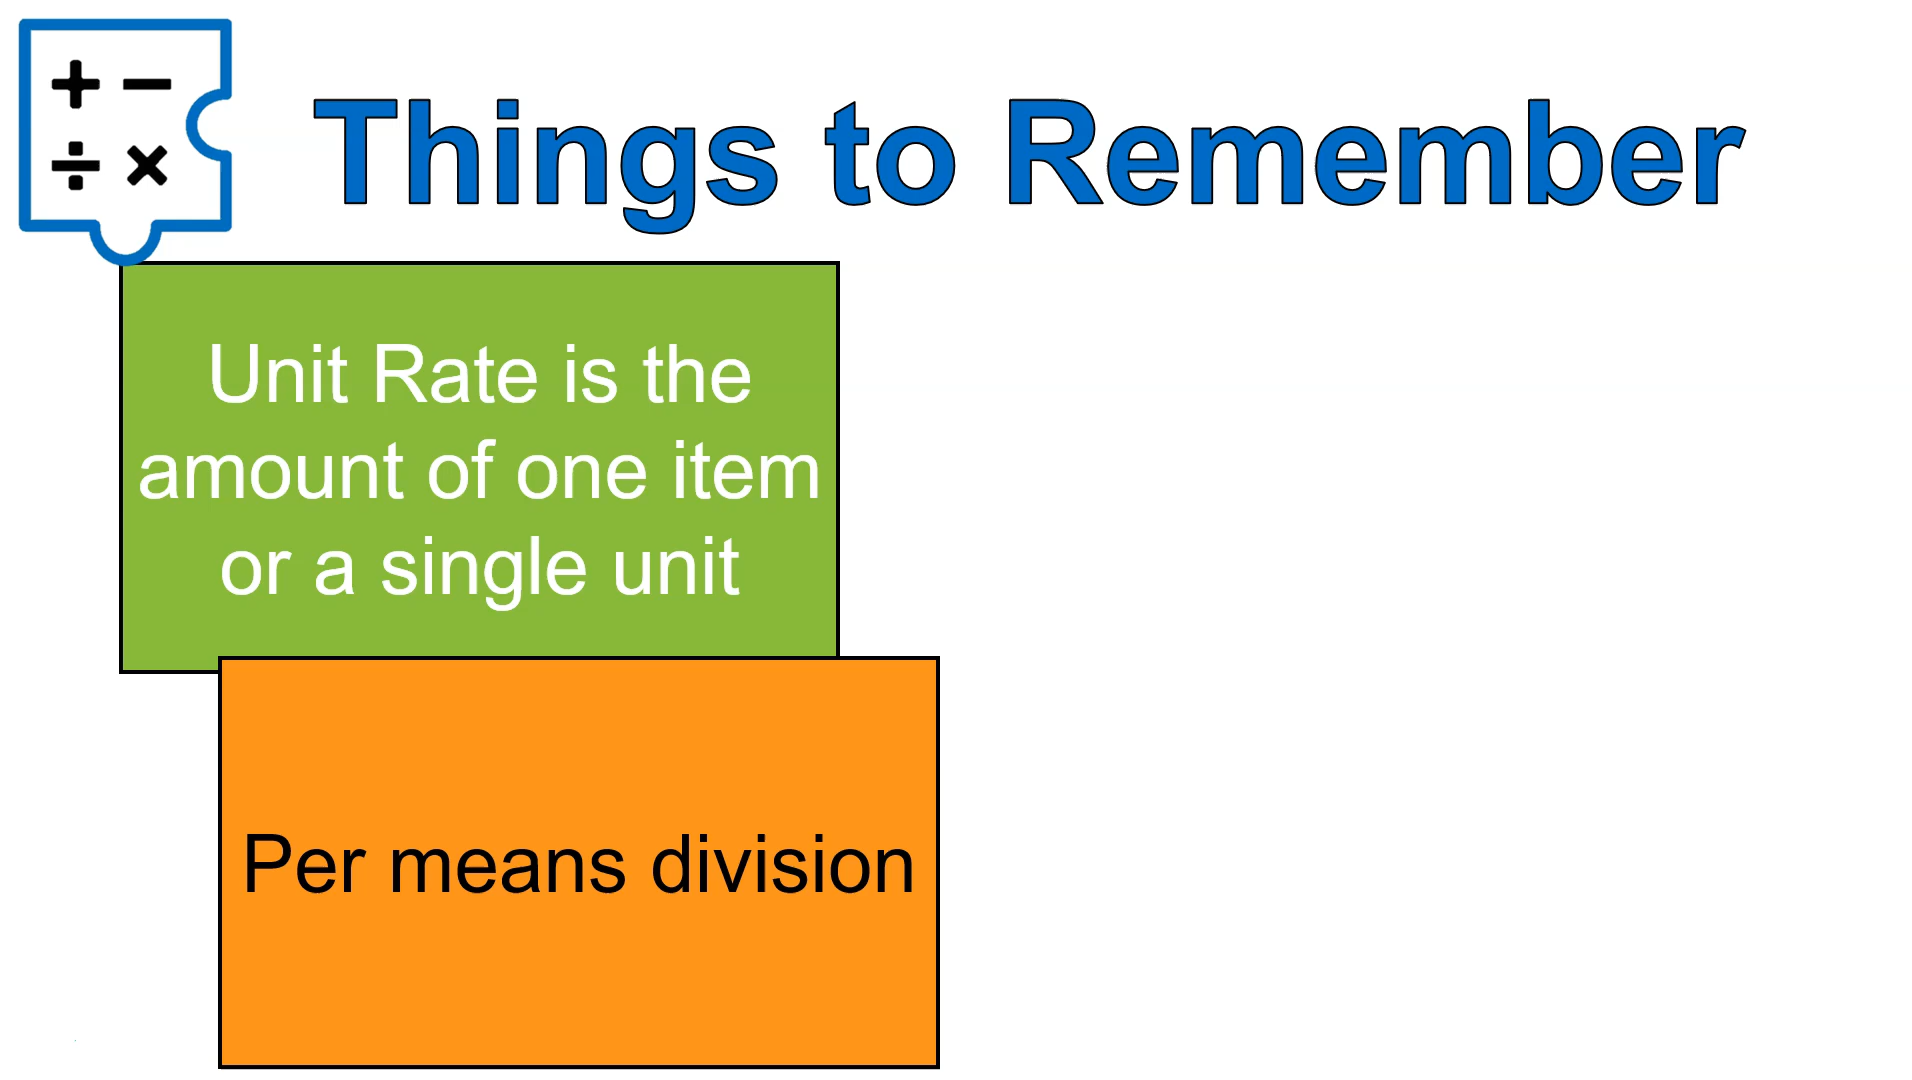 + −
÷ ×
Things to Remember
Unit Rate is the
amount of one item
or a single unit
Per means division